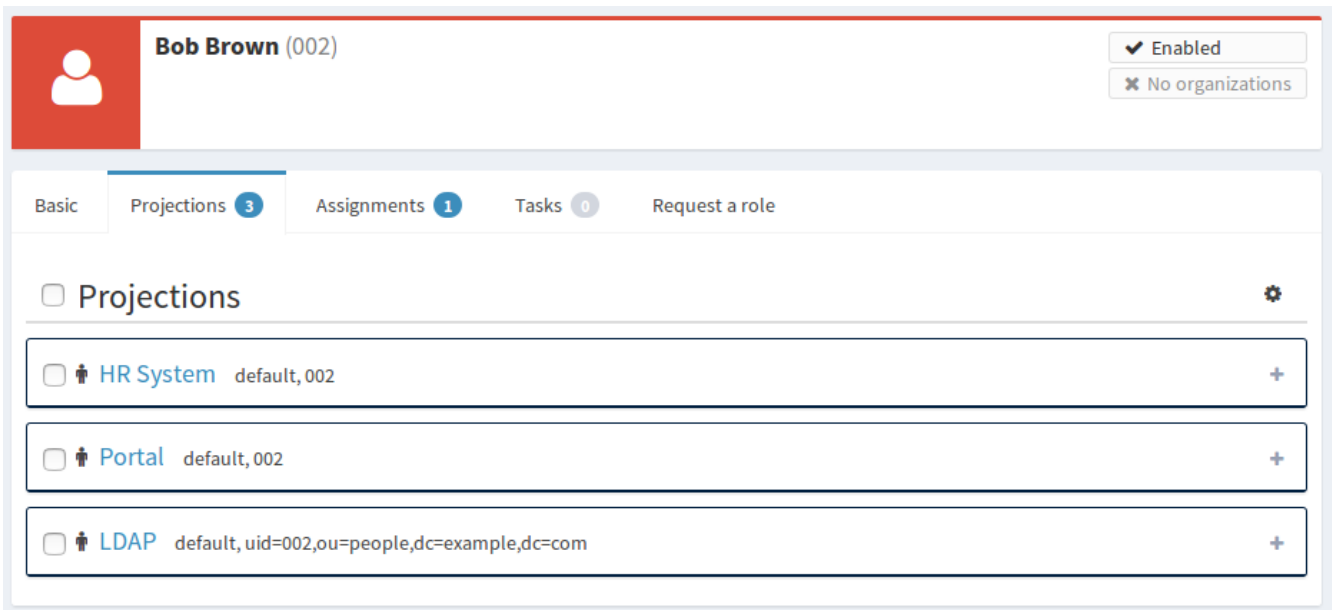 Bob Brown (002)
Enabled
No organizations
Basic Projections 3 Assignments 1 Tasks 0 Request a role
Projections
HR System default, 002
Portal default, 002
LDAP default, uid=002,ou=people,dc=example,dc=com